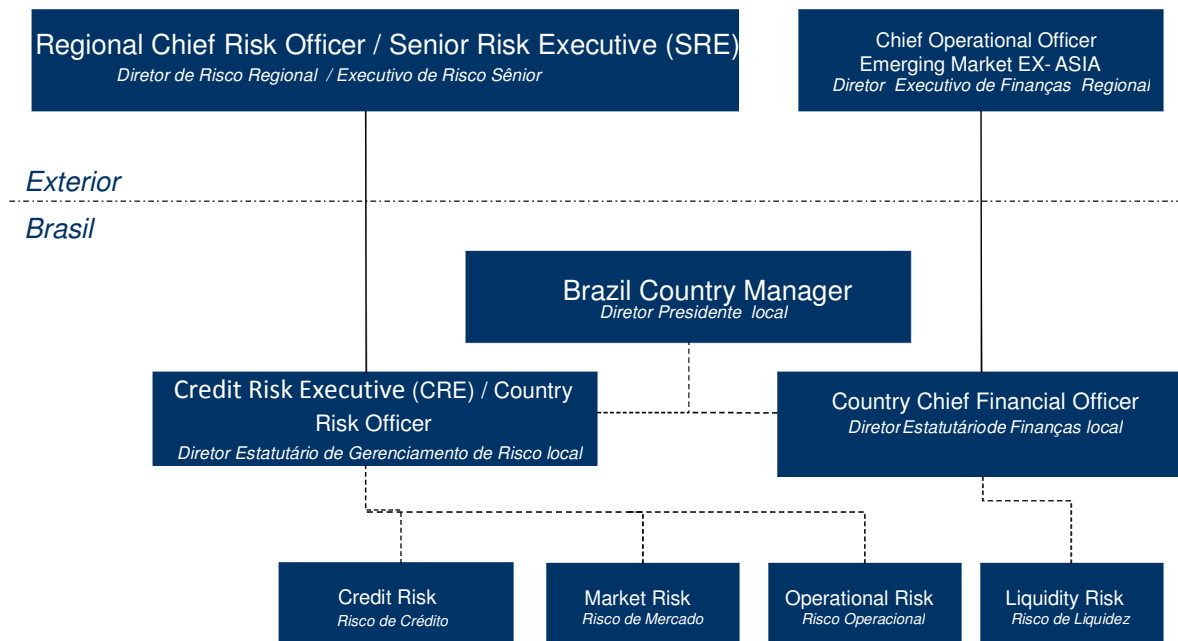 Regional Chief Risk Officer / Senior Risk Executive (SRE)
Diretor de Risco Regional / Executivo de Risco Sênior
Chief Operational Officer
Emerging Market EX- ASIA
Diretor Executivo de Finanças Regional
Exterior
Brasil
Brazil Country Manager
Diretor Presidente local
Credit Risk Executive (CRE) / Country
Risk Officer
Diretor Estatutário de Gerenciamento de Risco local
Country Chief Financial Officer
Diretor Estatutário de Finanças local
Credit Risk
Risco de Crédito
Market Risk
Risco de Mercado
Operational Risk
Risco Operacional
Liquidity Risk
Risco de Liquidez